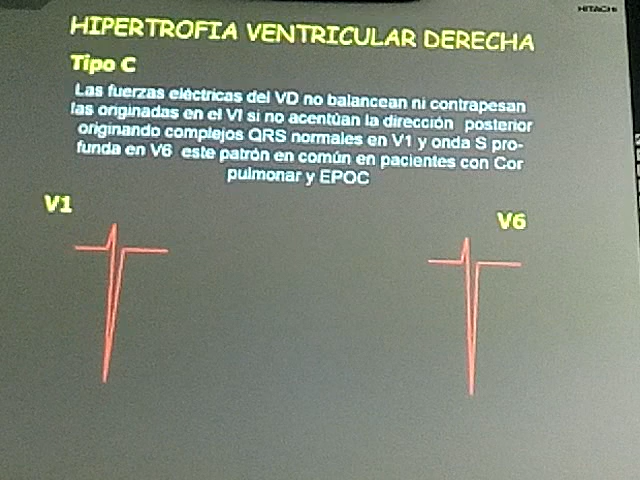 HITACHI
HIPERTROFIA VENTRICULAR DERECHA
Tipo C
Las fuerzas eléctricas del VD no balancean ni contrapesan
las originadas en el VI si no acentúan la dirección posterior
originando complejos QRS normales en V1 y onda S pro-
funda en V6 este patrón en común en pacientes con Cor
pulmonar y EPOC
V1
V6